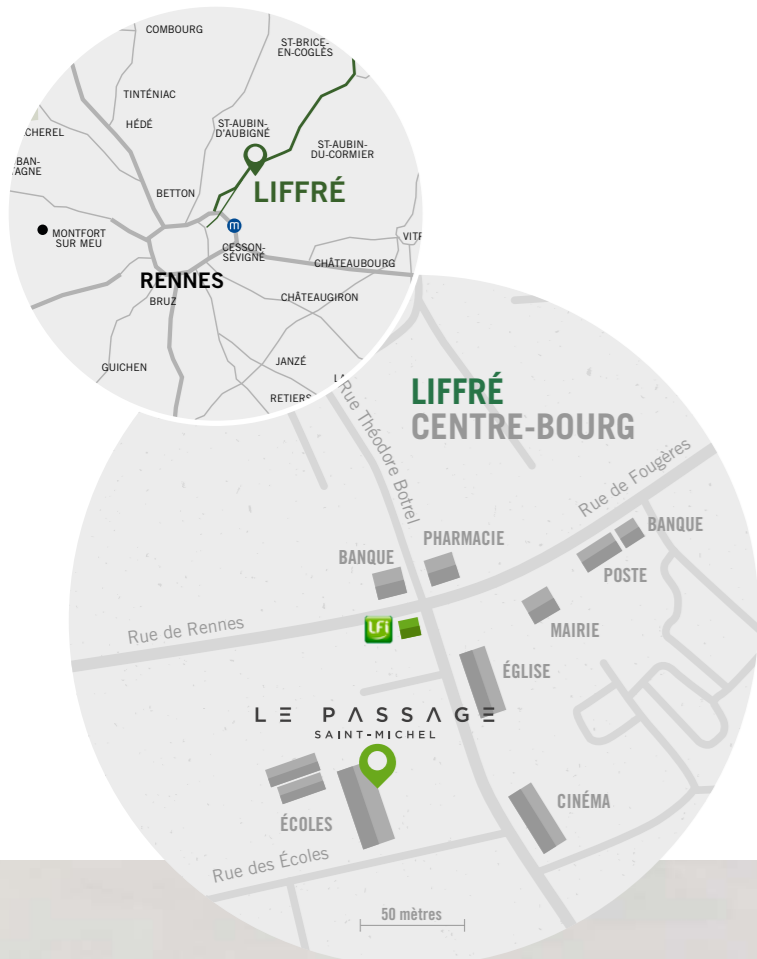 COMBOURG
ST-BRICE-
EN-COGLÈS
TINTÉNIAC
HÉDÉ
ST-AUBIN-
D'AUBIGNÉ
ST-AUBIN-
DU-CORMIER
BETTON
LIFFRÉ
MONTFORT
SUR MEU
m
CESSON-
SÉVIGNÉ
CHÂTEAUBOURG
RENNES
BRUZ
CHÂTEAUGIRON
GUICHEN
JANZÉ
RETIERS
LIFFRÉ
CENTRE-BOURG
Rue Théodore Botrel
Rue de Fougères
BANQUE
PHARMACIE
BANQUE
POSTE
Rue de Rennes
LFi
MAIRIE
ÉGLISE
LE PASSAGE
SAINT-MICHEL
ÉCOLES
CINÉMA
Rue des Écoles
50 mètres